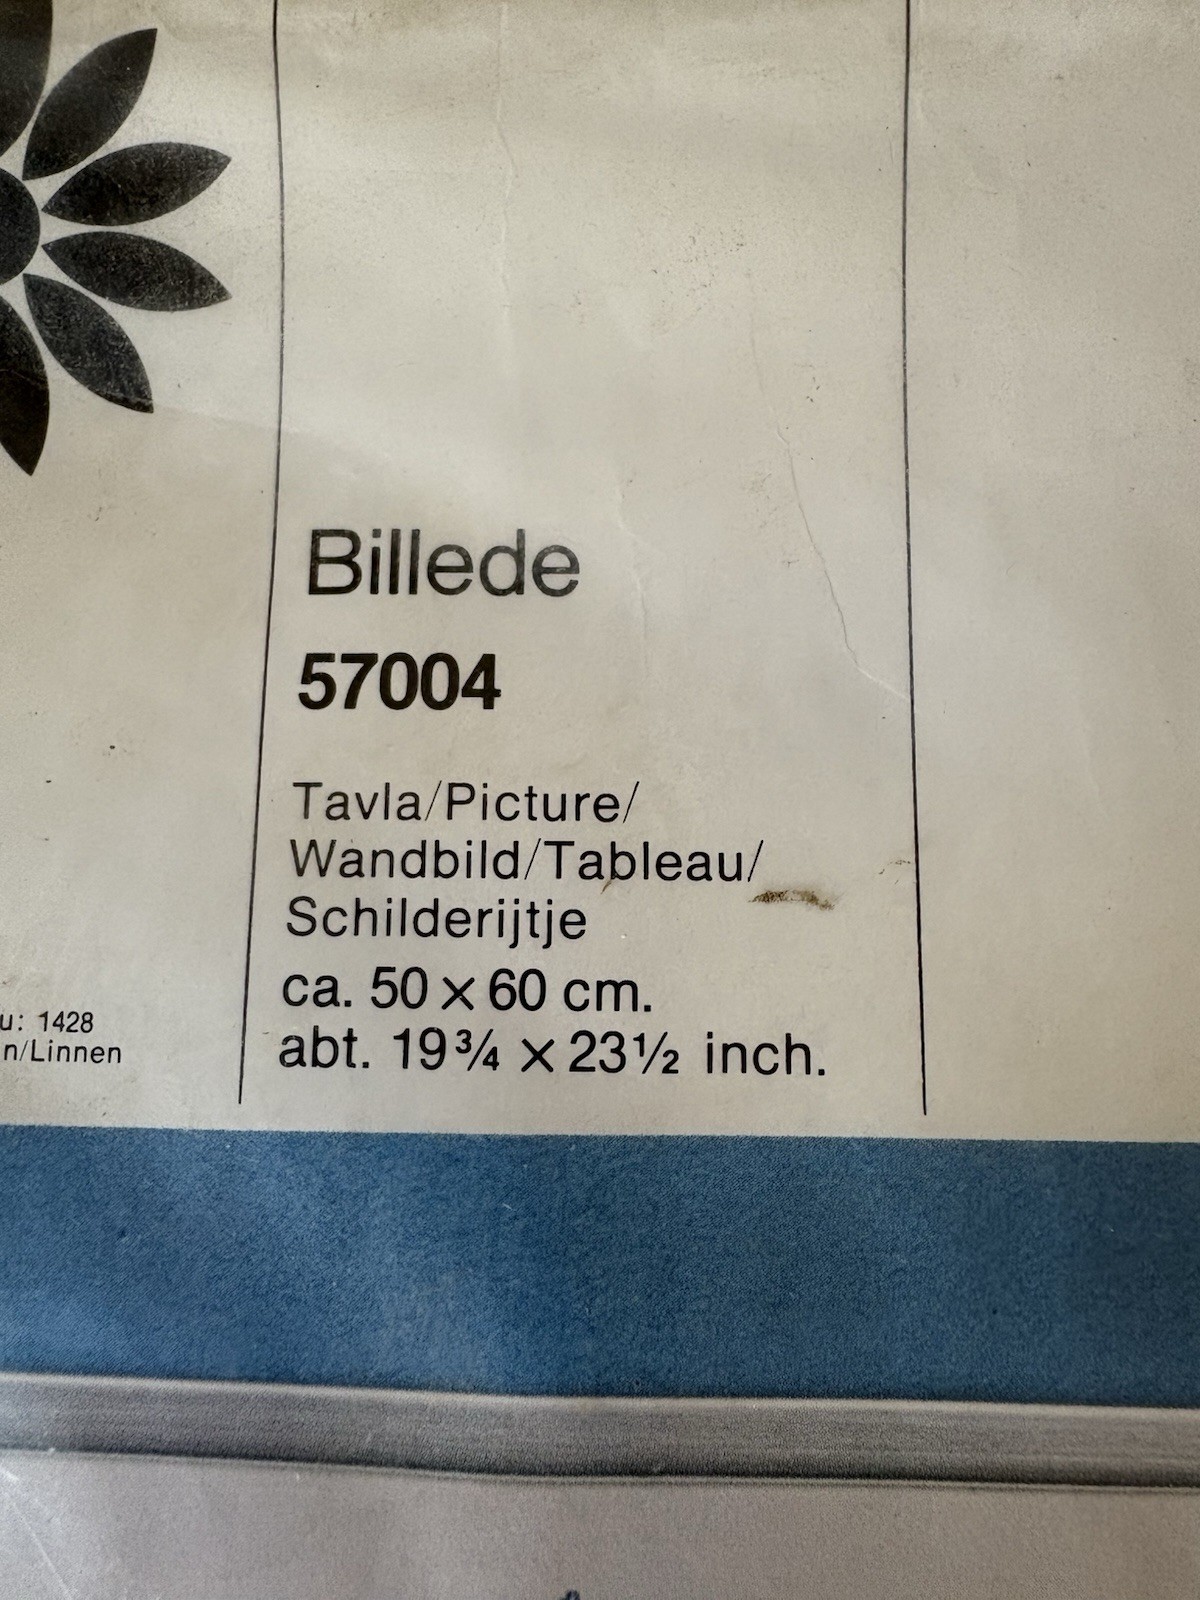 Billede
57004
Tavla/Picture/
Wandbild/Tableau/
Schilderijtje
ca. 50 x 60 cm.
abt. 19¾ x 23½ inch.
u: 1428
n/Linnen